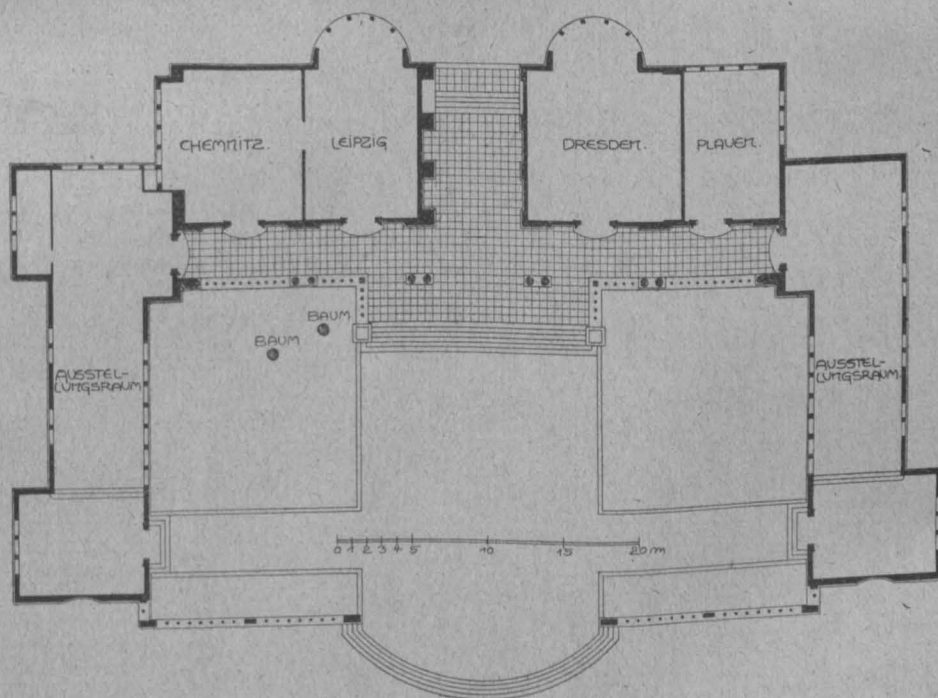 CHEMNITZ.
LEIPZIG
DRESDEN.
PLAUEN.
BAUM
BAUM
AUSSTEL-
LUNGSRAUM
AUSSTEL-
LUNGSRAUM
0 1 2 3 4 5 10 15 20 m